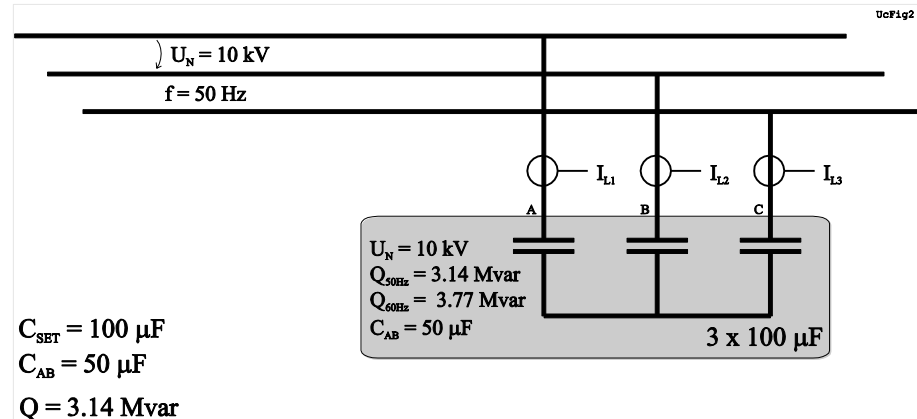 UcFig2
U_N = 10 kV
f = 50 Hz
I_L1
I_L2
I_L3
A
B
C
U_N = 10 kV
Q_50Hz = 3.14 Mvar
Q_60Hz = 3.77 Mvar
C_AB = 50 µF
3 x 100 µF
C_SET = 100 µF
C_AB = 50 µF
Q = 3.14 Mvar